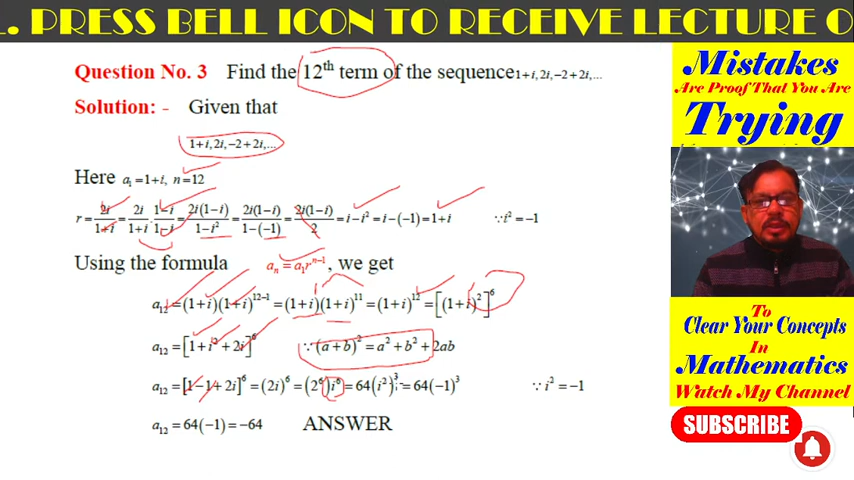 1. PRESS BELL ICON TO RECEIVE LECTURE O
Question No. 3 Find the 12th term of the sequence 1+i, 2i, −2+2i,...
Solution: - Given that
1+i, 2i, −2+2i,...
Here a₁ = 1+i, n = 12
r = 2i/(1+i) = 2i/(1+i) · (1−i)/(1−i) = 2i(1−i)/(1−i²) = 2i(1−i)/(1−(−1)) = 2i(1−i)/2 = i−i² = i−(−1) = 1+i ∵ i² = −1
Using the formula aₙ = a₁rⁿ⁻¹, we get
a₁₂ = (1+i)(1+i)¹²⁻¹ = (1+i)(1+i)¹¹ = (1+i)¹² = [(1+i)²]⁶
a₁₂ = [1+i²+2i]⁶ ∵ (a+b)² = a²+b²+2ab
a₁₂ = [1−1+2i]⁶ = (2i)⁶ = (2⁶)i⁶ = 64(i²)³ = 64(−1)³ ∵ i² = −1
a₁₂ = 64(−1) = −64 ANSWER
Mistakes
Are Proof That You Are
Trying
To
Clear Your Concepts
In
Mathematics
Watch My Channel
SUBSCRIBE